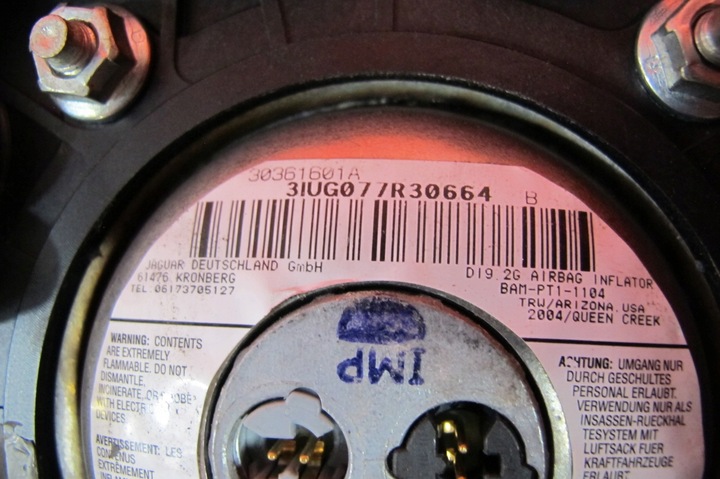 30361601A
3IUG077R30664 B
JAGUAR DEUTSCHLAND GmbH
61476 KRONBERG
TEL. 06173705127
DI9.2G AIRBAG INFLATOR
BAM-PT1-1104
TRW/ARIZONA, USA
2004/QUEEN CREEK
IMP
WARNING: CONTENTS
ARE EXTREMELY
FLAMMABLE. DO NOT
DISMANTLE,
INCINERATE, OR PROBE
WITH ELECTR
DEVICES.
AVERTISSEMENT: LES
CONTENUS
EXTRÊMEMENT
ACHTUNG: UMGANG NUR
DURCH GESCHULTES
PERSONAL ERLAUBT.
VERWENDUNG NUR ALS
INSASSEN-RUECKHAL
TESYSTEM MIT
LUFTSACK FUER
KRAFTFAHRZEUGE
ERLAUBT